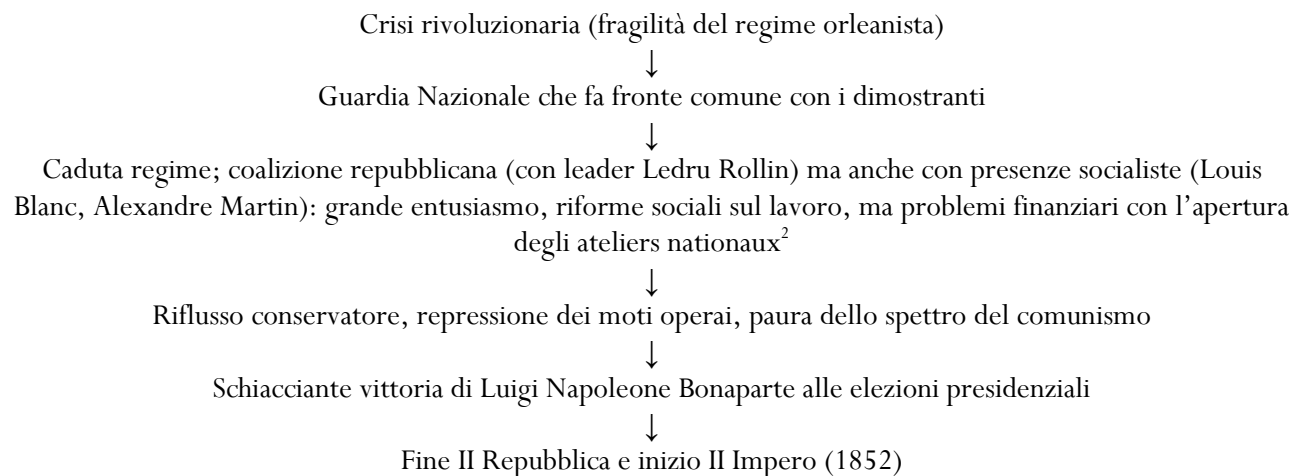 Crisi rivoluzionaria (fragilità del regime orleanista)
↓
Guardia Nazionale che fa fronte comune con i dimostranti
↓
Caduta regime; coalizione repubblicana (con leader Ledru Rollin) ma anche con presenze socialiste (Louis
Blanc, Alexandre Martin): grande entusiasmo, riforme sociali sul lavoro, ma problemi finanziari con l’apertura
degli ateliers nationaux²
↓
Riflusso conservatore, repressione dei moti operai, paura dello spettro del comunismo
↓
Schiacciante vittoria di Luigi Napoleone Bonaparte alle elezioni presidenziali
↓
Fine II Repubblica e inizio II Impero (1852)